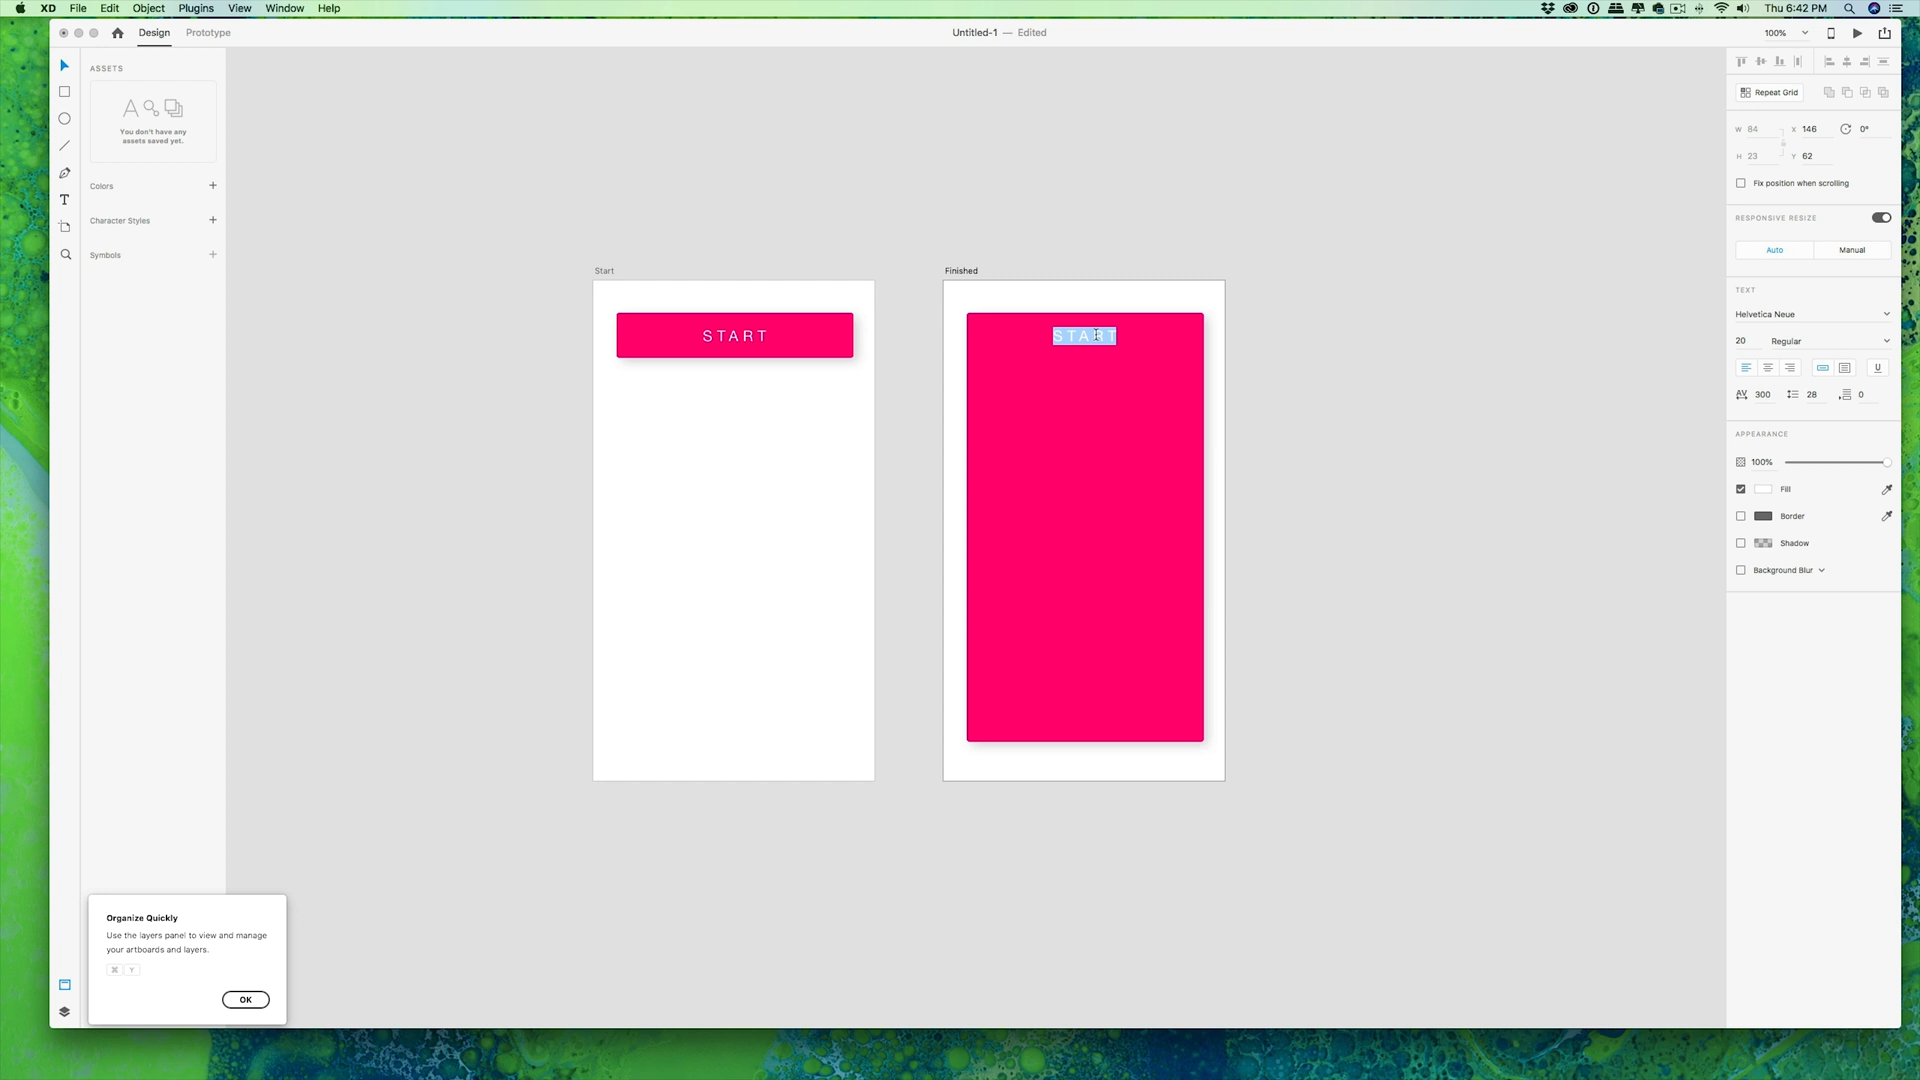 XD File Edit Object Plugins View Window Help
Thu 6:42 PM
Design Prototype
Untitled-1 — Edited
100%
ASSETS
You don't have any
assets saved yet.
Colors
Character Styles
Symbols
Start
START
Finished
START
Repeat Grid
W 84 X 146 0°
H 23 Y 62
Fix position when scrolling
RESPONSIVE RESIZE
Auto Manual
TEXT
Helvetica Neue
20 Regular
U
AV 300 28 0
APPEARANCE
100%
Fill
Border
Shadow
Background Blur
Organize Quickly
Use the layers panel to view and manage
your artboards and layers.
⌘ Y
OK